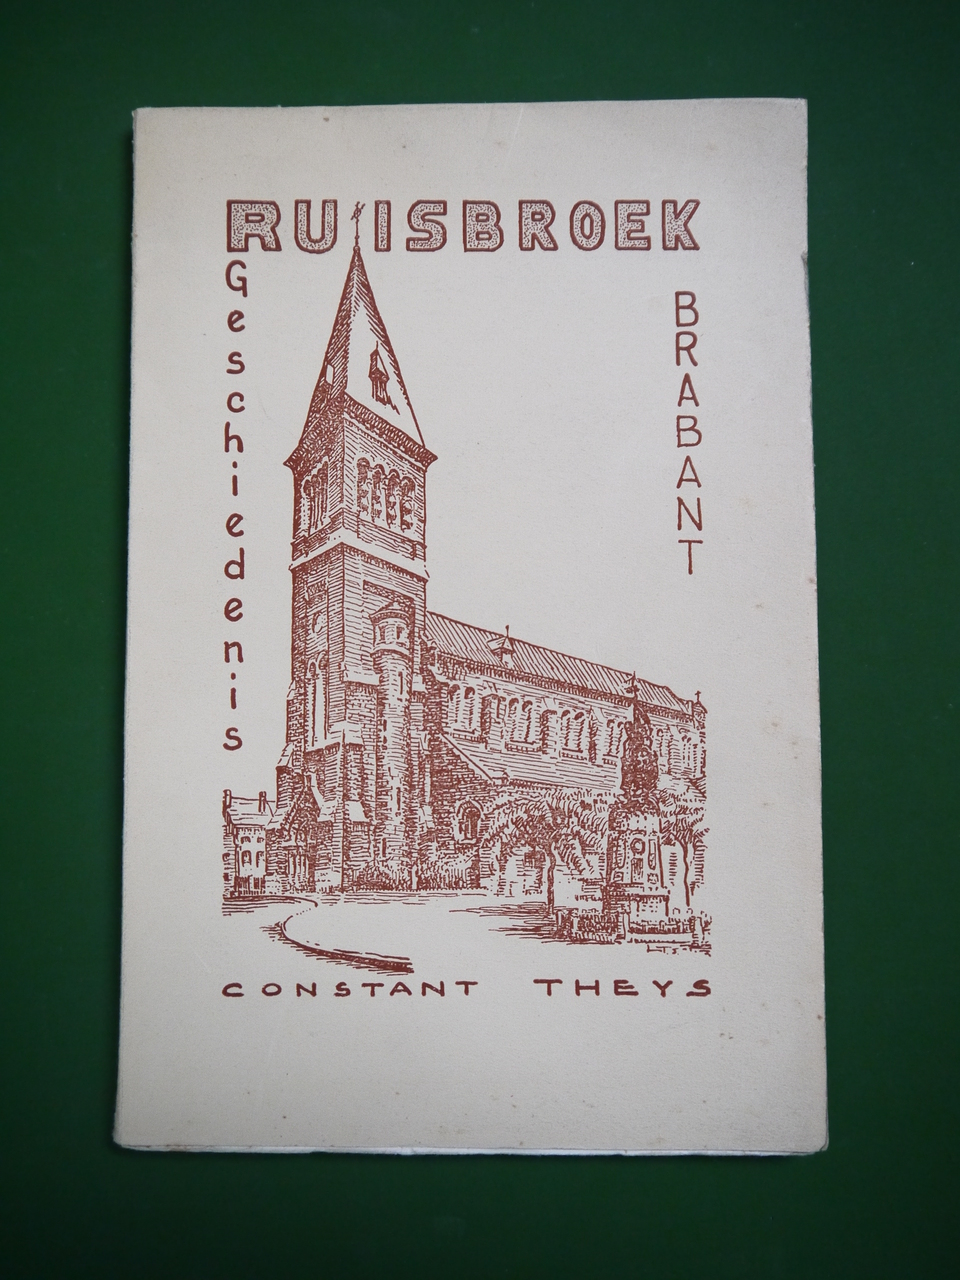 RUISBROEK
Geschiedenis
BRABANT
CONSTANT THEYS